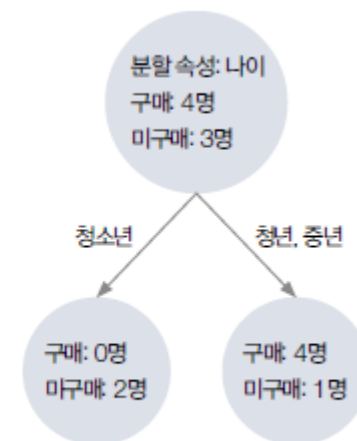 분할 속성: 나이
구매: 4명
미구매: 3명
청소년
청년, 중년
구매: 0명
미구매: 2명
구매: 4명
미구매: 1명